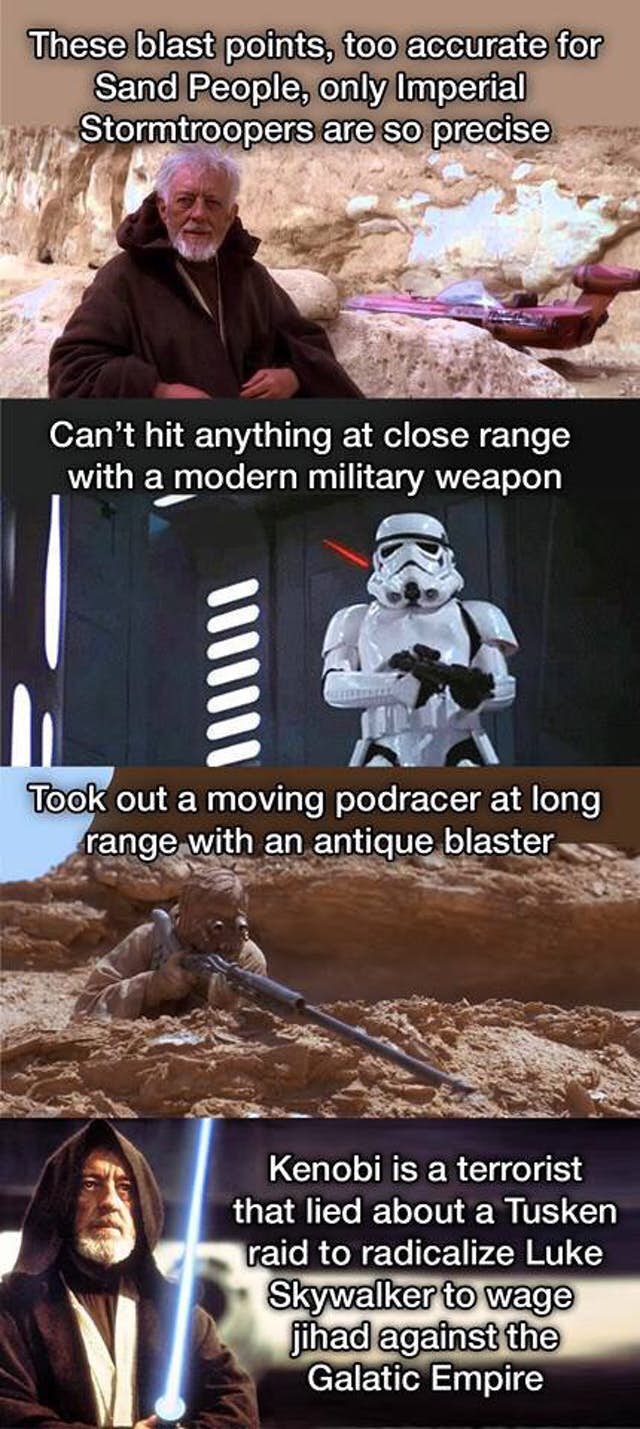 These blast points, too accurate for
Sand People, only Imperial
Stormtroopers are so precise
Can't hit anything at close range
with a modern military weapon
Took out a moving podracer at long
range with an antique blaster
Kenobi is a terrorist
that lied about a Tusken
raid to radicalize Luke
Skywalker to wage
jihad against the
Galatic Empire